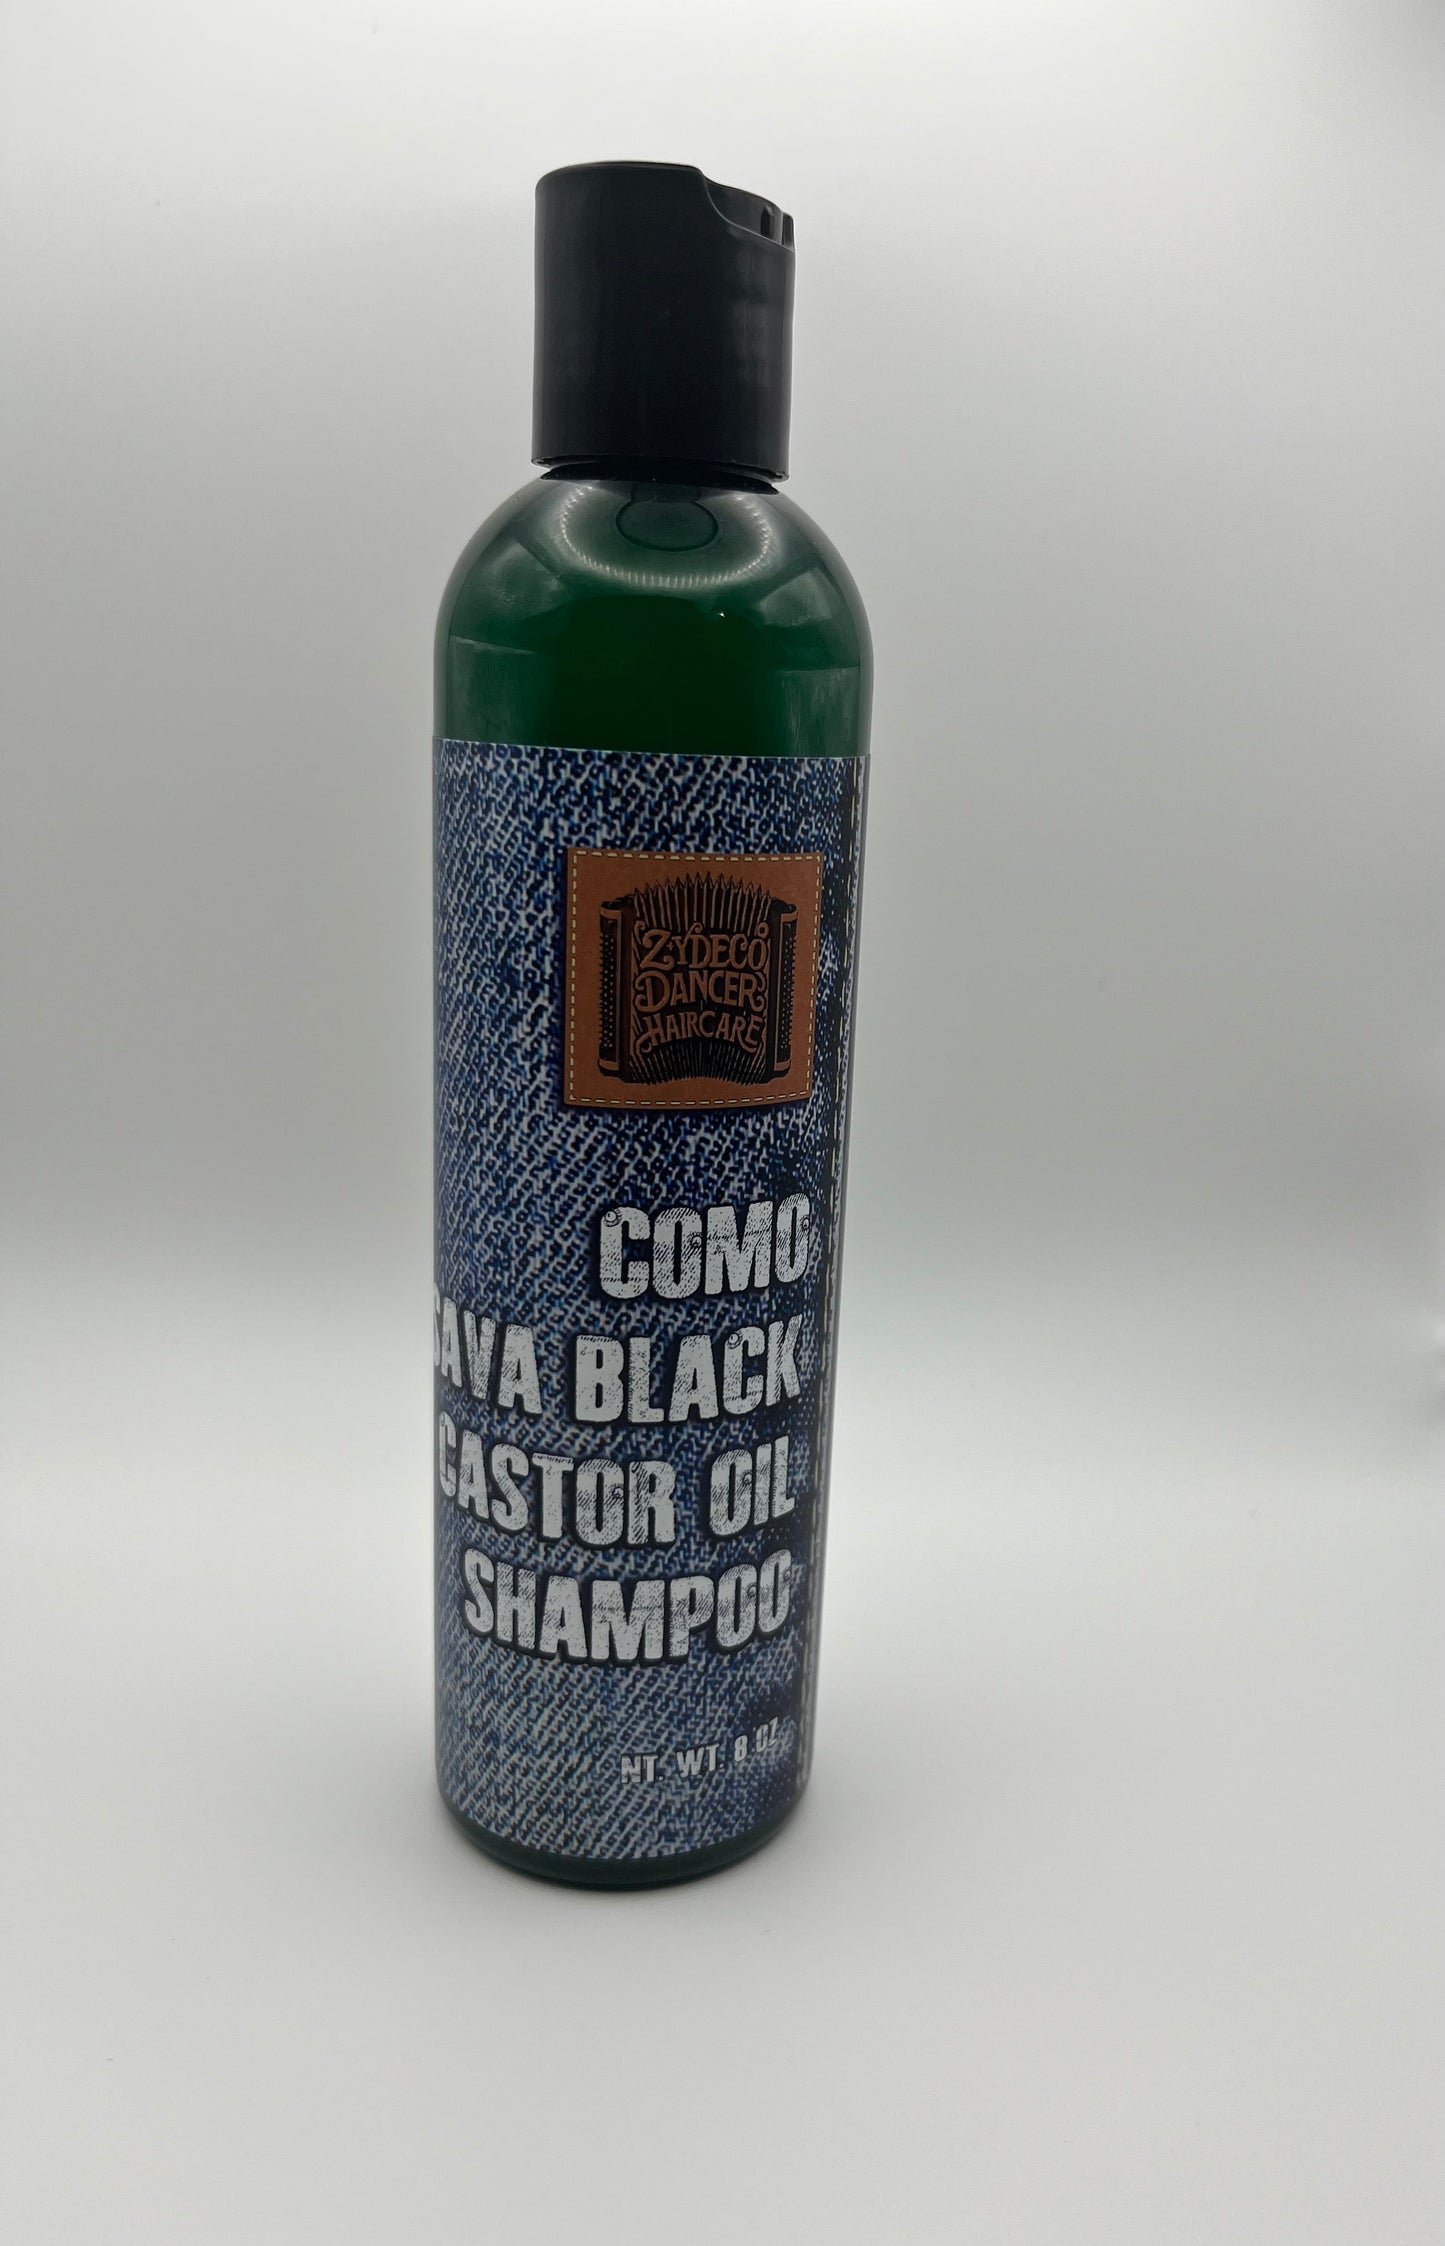 ZYDECO
DANCER
HAIRCARE
COMO
SAVA BLACK
CASTOR OIL
SHAMPOO
NT. WT. 8 OZ